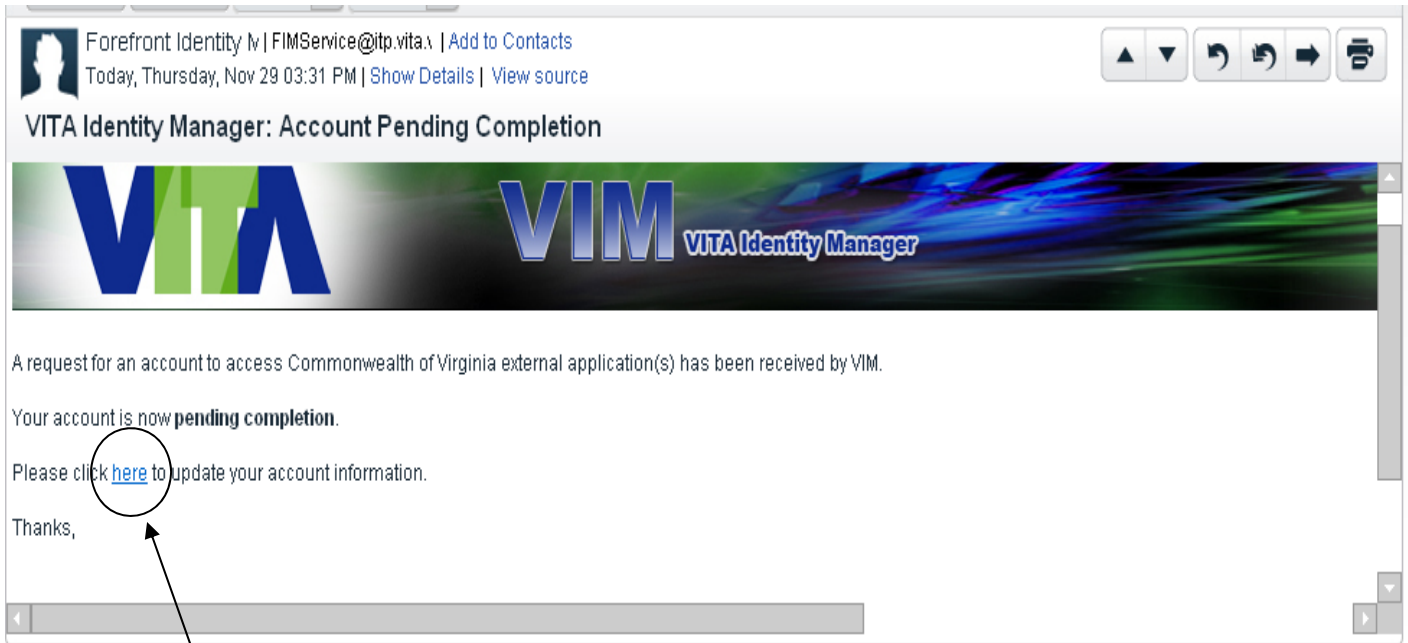 Forefront Identity M | FIMService@itp.vita.v | Add to Contacts
Today, Thursday, Nov 29 03:31 PM | Show Details | View source
VITA Identity Manager: Account Pending Completion
VITA VIM VITA Identity Manager
A request for an account to access Commonwealth of Virginia external application(s) has been received by VIM.
Your account is now pending completion.
Please click here to update your account information.
Thanks,